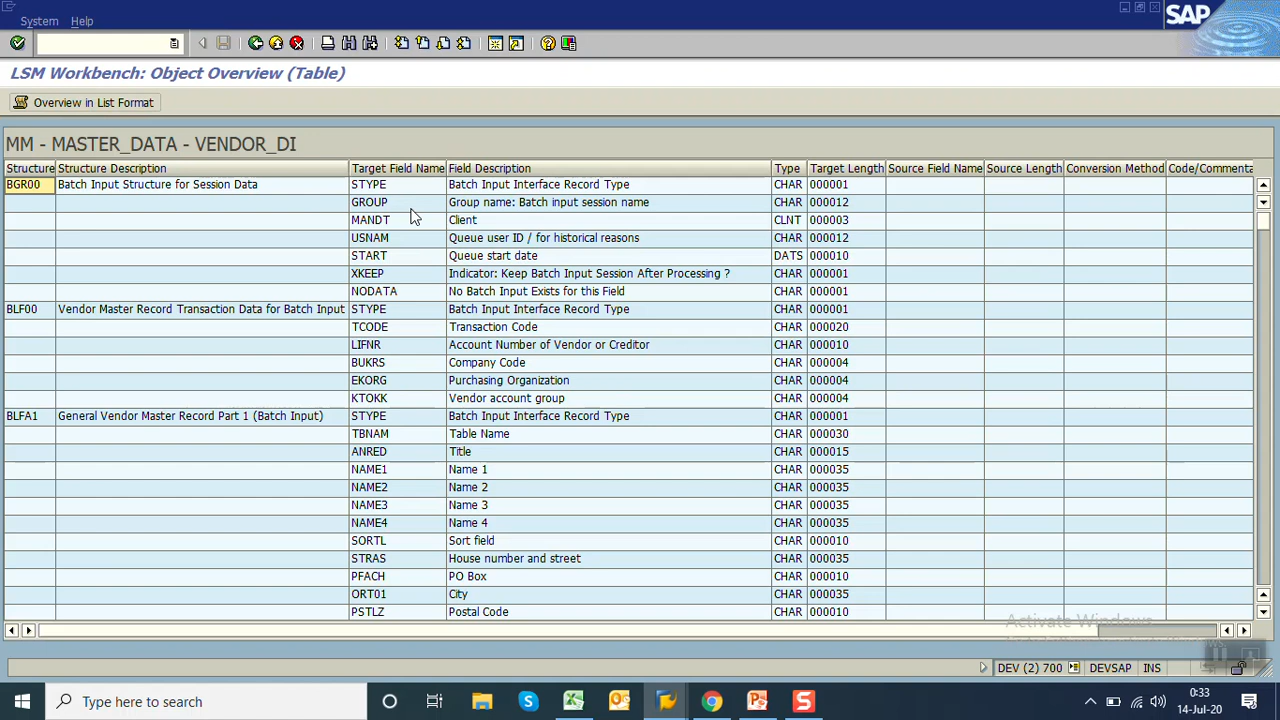 System Help
SAP
LSM Workbench: Object Overview (Table)
Overview in List Format
MM - MASTER_DATA - VENDOR_DI
Structure Structure Description Target Field Name Field Description Type Target Length Source Field Name Source Length Conversion Method Code/Commenta
BGR00 Batch Input Structure for Session Data STYPE Batch Input Interface Record Type CHAR 000001
GROUP Group name: Batch input session name CHAR 000012
MANDT Client CLNT 000003
USNAM Queue user ID / for historical reasons CHAR 000012
START Queue start date DATS 000010
XKEEP Indicator: Keep Batch Input Session After Processing ? CHAR 000001
NODATA No Batch Input Exists for this Field CHAR 000001
BLF00 Vendor Master Record Transaction Data for Batch Input STYPE Batch Input Interface Record Type CHAR 000001
TCODE Transaction Code CHAR 000020
LIFNR Account Number of Vendor or Creditor CHAR 000010
BUKRS Company Code CHAR 000004
EKORG Purchasing Organization CHAR 000004
KTOKK Vendor account group CHAR 000004
BLFA1 General Vendor Master Record Part 1 (Batch Input) STYPE Batch Input Interface Record Type CHAR 000001
TBNAM Table Name CHAR 000030
ANRED Title CHAR 000015
NAME1 Name 1 CHAR 000035
NAME2 Name 2 CHAR 000035
NAME3 Name 3 CHAR 000035
NAME4 Name 4 CHAR 000035
SORTL Sort field CHAR 000010
STRAS House number and street CHAR 000035
PFACH PO Box CHAR 000010
ORT01 City CHAR 000035
PSTLZ Postal Code CHAR 000010
Activate Windows
DEV (2) 700 DEVSAP INS
Type here to search
0:33
14-Jul-20